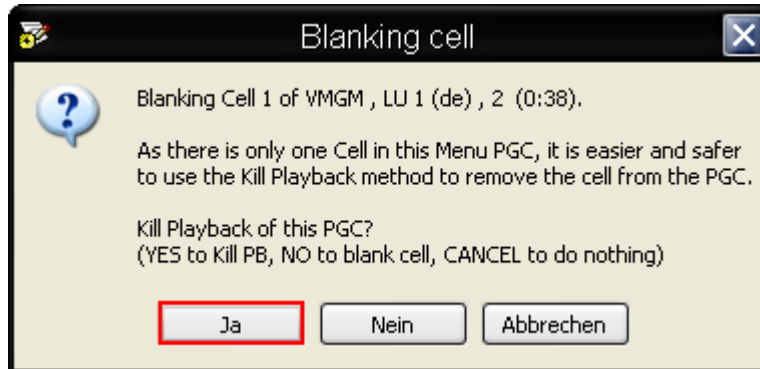 Blanking cell
Blanking Cell 1 of VMGM , LU 1 (de) , 2 (0:38).
As there is only one Cell in this Menu PGC, it is easier and safer
to use the Kill Playback method to remove the cell from the PGC.
Kill Playback of this PGC?
(YES to Kill PB, NO to blank cell, CANCEL to do nothing)
Ja
Nein
Abbrechen